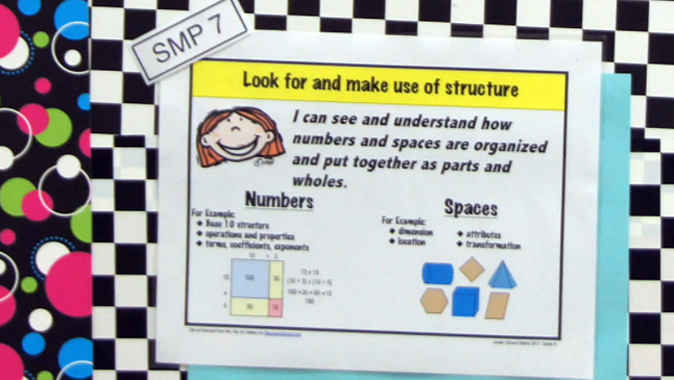 SMP 7
Look for and make use of structure
I can see and understand how
numbers and spaces are organized
and put together as parts and
wholes.
Numbers
For Example:
Base 10 structure
operations and properties
terms, coefficients, exponents
Spaces
For Example:
dimension
location
attributes
transformation